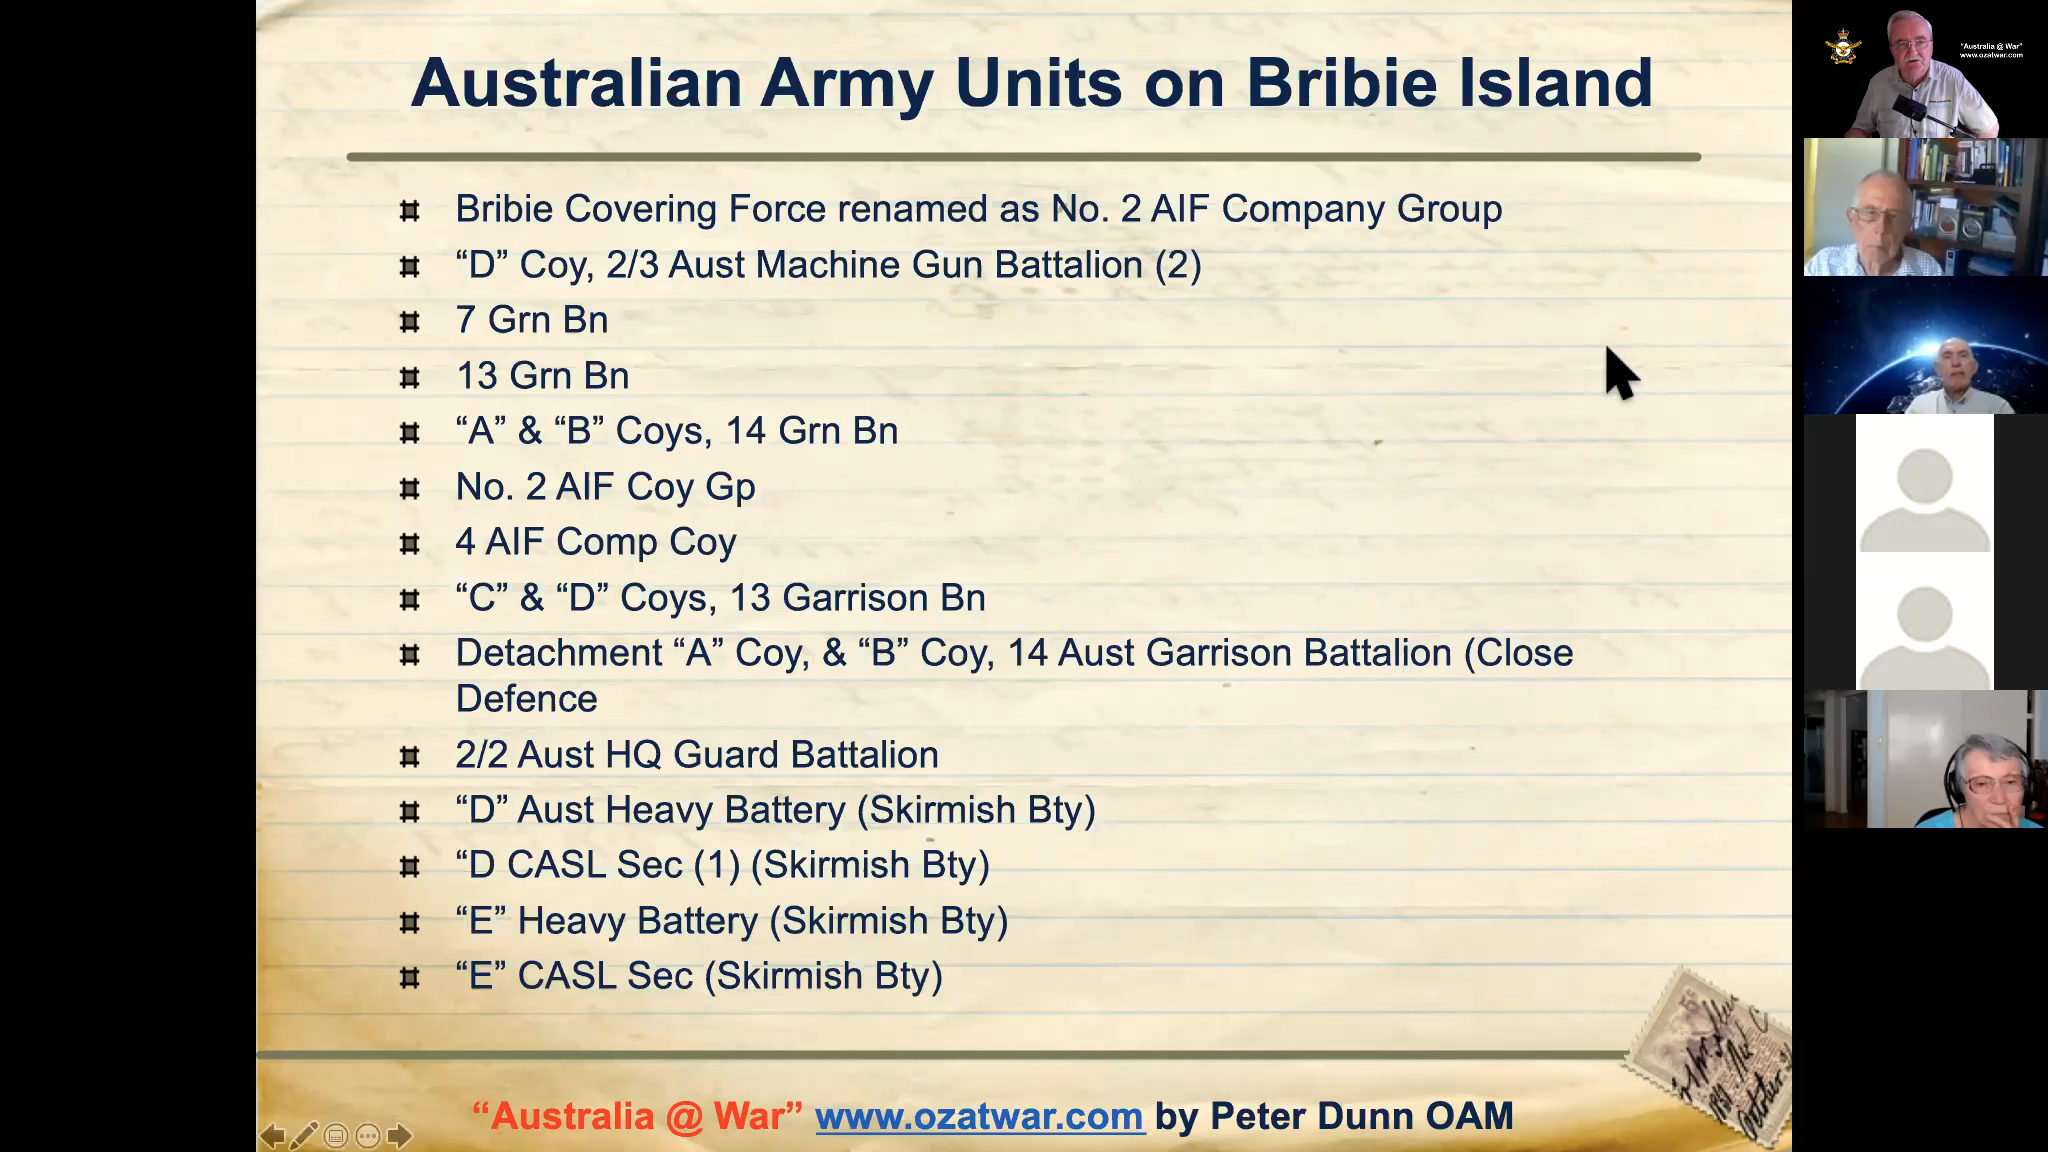 Australian Army Units on Bribie Island
Bribie Covering Force renamed as No. 2 AIF Company Group
“D” Coy, 2/3 Aust Machine Gun Battalion (2)
7 Grn Bn
13 Grn Bn
“A” & “B” Coys, 14 Grn Bn
No. 2 AIF Coy Gp
4 AIF Comp Coy
“C” & “D” Coys, 13 Garrison Bn
Detachment “A” Coy, & “B” Coy, 14 Aust Garrison Battalion (Close
Defence
2/2 Aust HQ Guard Battalion
“D” Aust Heavy Battery (Skirmish Bty)
“D CASL Sec (1) (Skirmish Bty)
“E” Heavy Battery (Skirmish Bty)
“E” CASL Sec (Skirmish Bty)
“Australia @ War” www.ozatwar.com by Peter Dunn OAM
"Australia @ War"
www.ozatwar.com